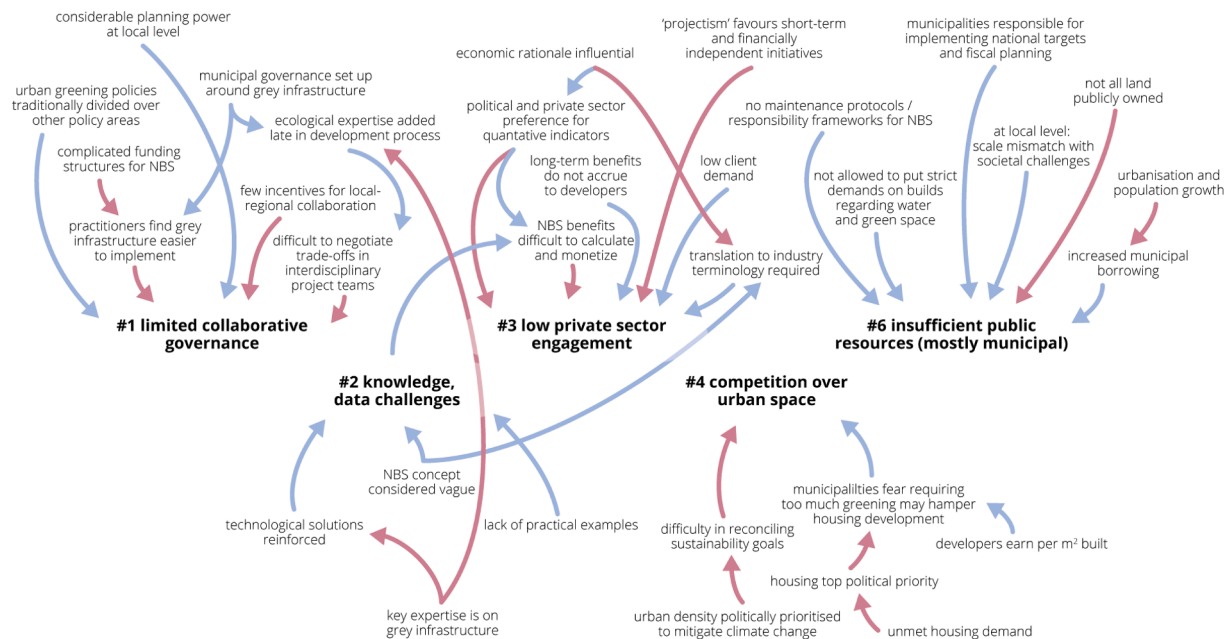 considerable planning power
at local level
urban greening policies
traditionally divided over
other policy areas
municipal governance set up
around grey infrastructure
ecological expertise added
late in development process
complicated funding
structures for NBS
few incentives for local-
regional collaboration
practitioners find grey
infrastructure easier
to implement
difficult to negotiate
trade-offs in
interdisciplinary
project teams
#1 limited collaborative
governance
economic rationale influential
‘projectism’ favours short-term
and financially
independent initiatives
political and private sector
preference for
quantative indicators
long-term benefits
do not accrue
to developers
low client
demand
NBS benefits
difficult to calculate
and monetize
translation to industry
terminology required
#3 low private sector
engagement
municipalities responsible for
implementing national targets
and fiscal planning
not all land
publicly owned
no maintenance protocols /
responsibility frameworks for NBS
at local level:
scale mismatch with
societal challenges
not allowed to put strict
demands on builds
regarding water
and green space
urbanisation and
population growth
increased municipal
borrowing
#6 insufficient public
resources (mostly municipal)
#2 knowledge,
data challenges
NBS concept
considered vague
technological solutions
reinforced
lack of practical examples
key expertise is on
grey infrastructure
#4 competition over
urban space
municipalilties fear requiring
too much greening may hamper
housing development
difficulty in reconciling
sustainability goals
developers earn per m² built
housing top political priority
urban density politically prioritised
to mitigate climate change
unmet housing demand